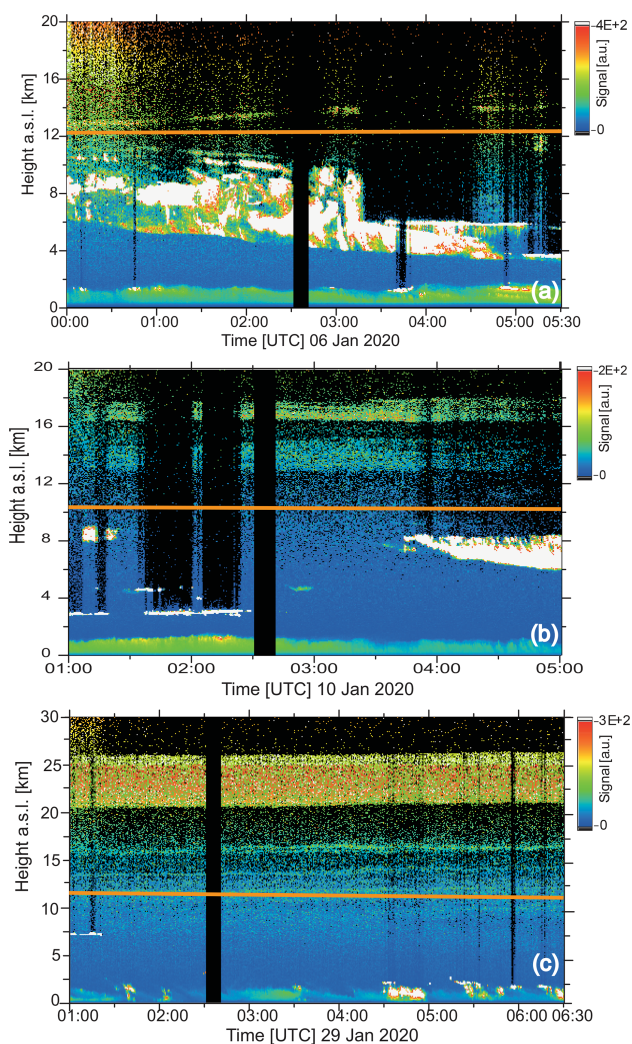 20
16
12
8
4
0
Height a.s.l. [km]
4E+2
Signal [a.u.]
0
(a)
00:00 01:00 02:00 03:00 04:00 05:00 05:30
Time [UTC] 06 Jan 2020
20
16
12
8
4
0
Height a.s.l. [km]
2E+2
Signal [a.u.]
0
(b)
01:00 02:00 03:00 04:00 05:00
Time [UTC] 10 Jan 2020
30
25
20
15
10
7.5
5
2.5
0
Height a.s.l. [km]
3E+2
Signal [a.u.]
0
(c)
01:00 02:00 03:00 04:00 05:00 06:00 06:30
Time [UTC] 29 Jan 2020